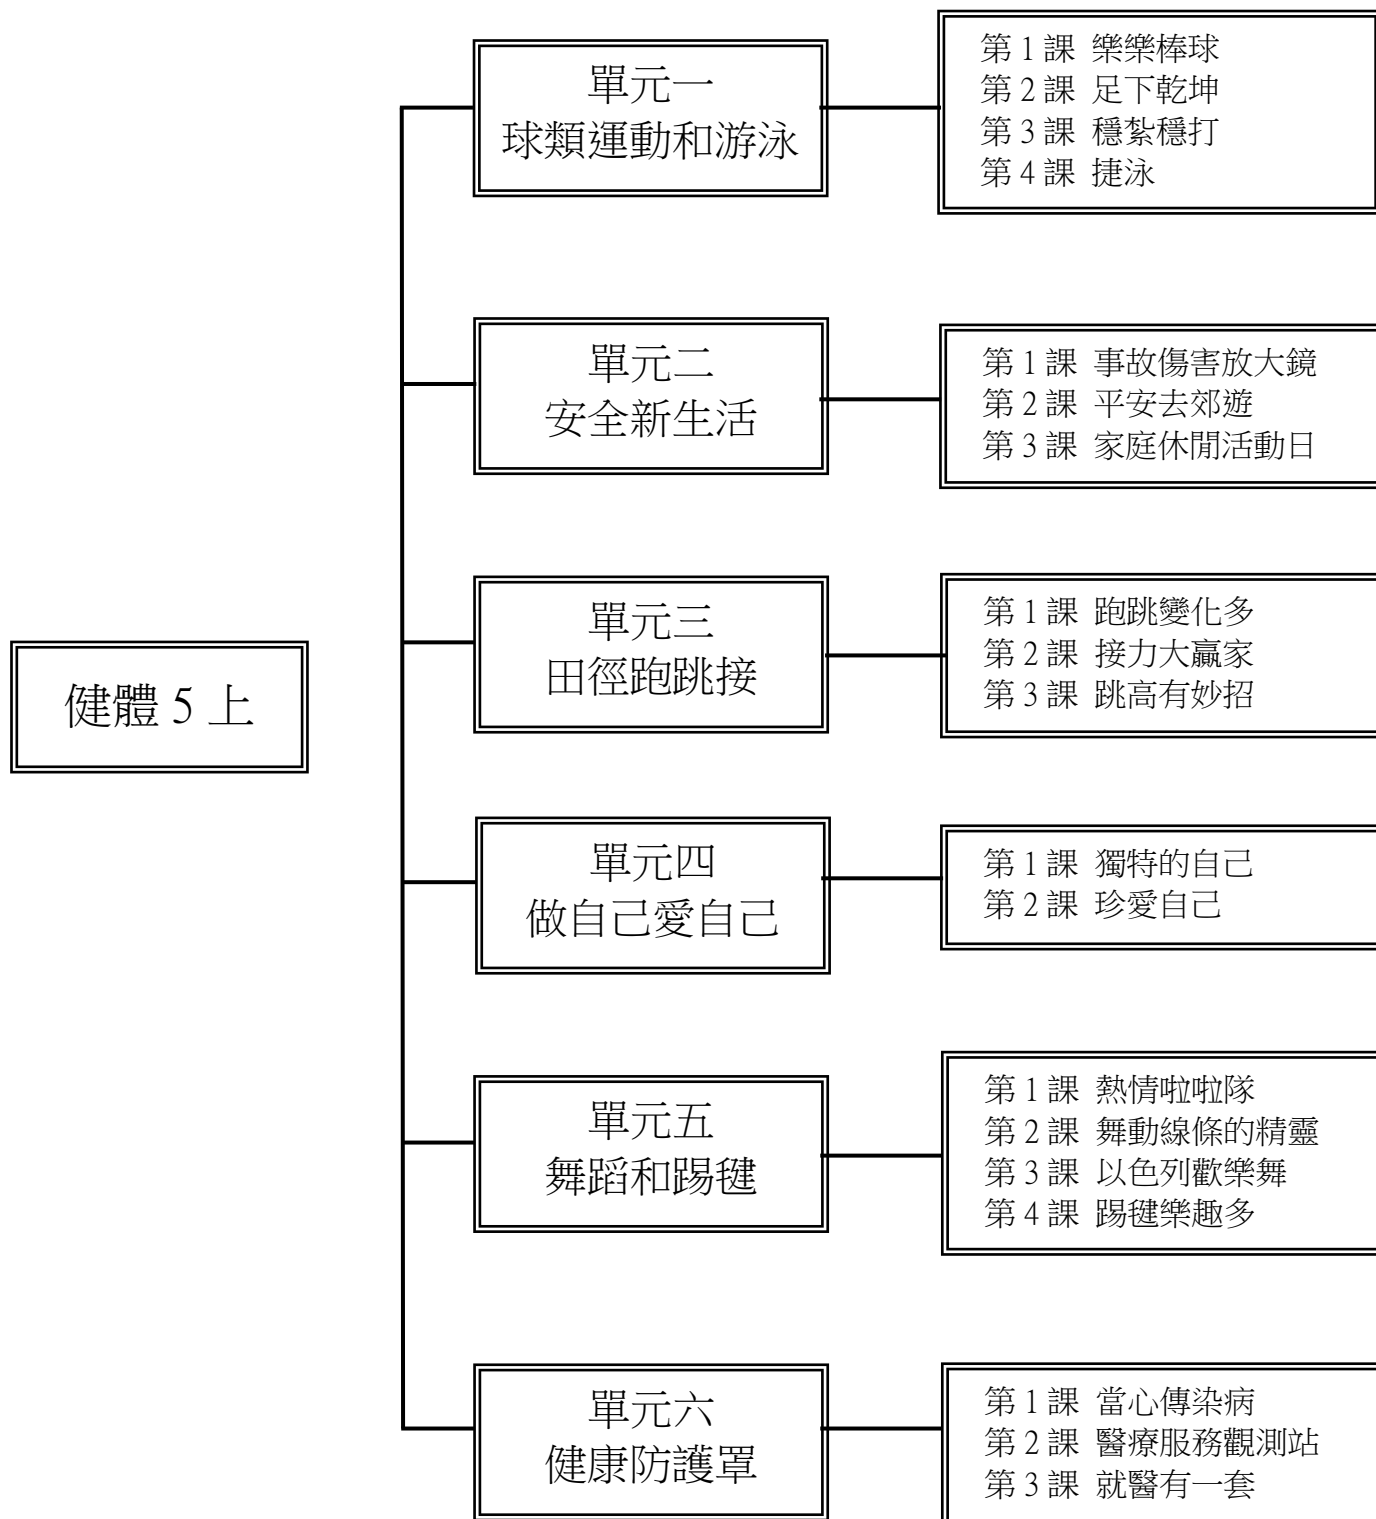 健體 5 上
單元一
球類運動和游泳
第 1 課 樂樂棒球
第 2 課 足下乾坤
第 3 課 穩紮穩打
第 4 課 捷泳
單元二
安全新生活
第 1 課 事故傷害放大鏡
第 2 課 平安去郊遊
第 3 課 家庭休閒活動日
單元三
田徑跑跳接
第 1 課 跑跳變化多
第 2 課 接力大贏家
第 3 課 跳高有妙招
單元四
做自己愛自己
第 1 課 獨特的自己
第 2 課 珍愛自己
單元五
舞蹈和踢毽
第 1 課 熱情啦啦隊
第 2 課 舞動線條的精靈
第 3 課 以色列歡樂舞
第 4 課 踢毽樂趣多
單元六
健康防護罩
第 1 課 當心傳染病
第 2 課 醫療服務觀測站
第 3 課 就醫有一套